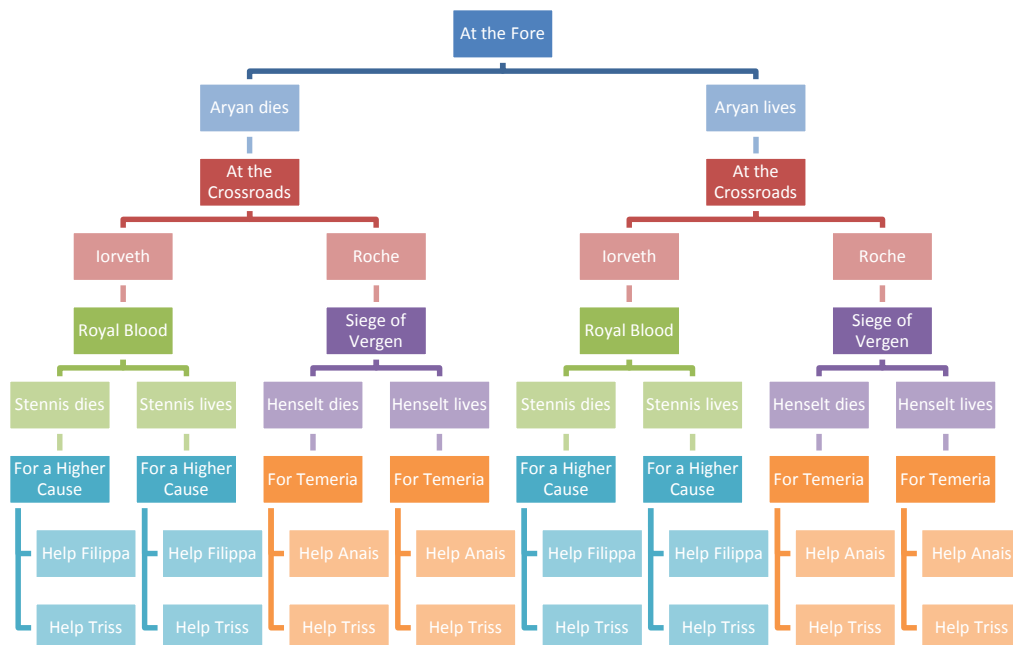 At the Fore
Aryan dies
Aryan lives
At the
Crossroads
At the
Crossroads
Iorveth
Roche
Iorveth
Roche
Royal Blood
Siege of
Vergen
Royal Blood
Siege of
Vergen
Stennis dies
Stennis lives
Henselt dies
Henselt lives
Stennis dies
Stennis lives
Henselt dies
Henselt lives
For a Higher
Cause
For a Higher
Cause
For Temeria
For Temeria
For a Higher
Cause
For a Higher
Cause
For Temeria
For Temeria
Help Filippa
Help Filippa
Help Anais
Help Anais
Help Filippa
Help Filippa
Help Anais
Help Anais
Help Triss
Help Triss
Help Triss
Help Triss
Help Triss
Help Triss
Help Triss
Help Triss